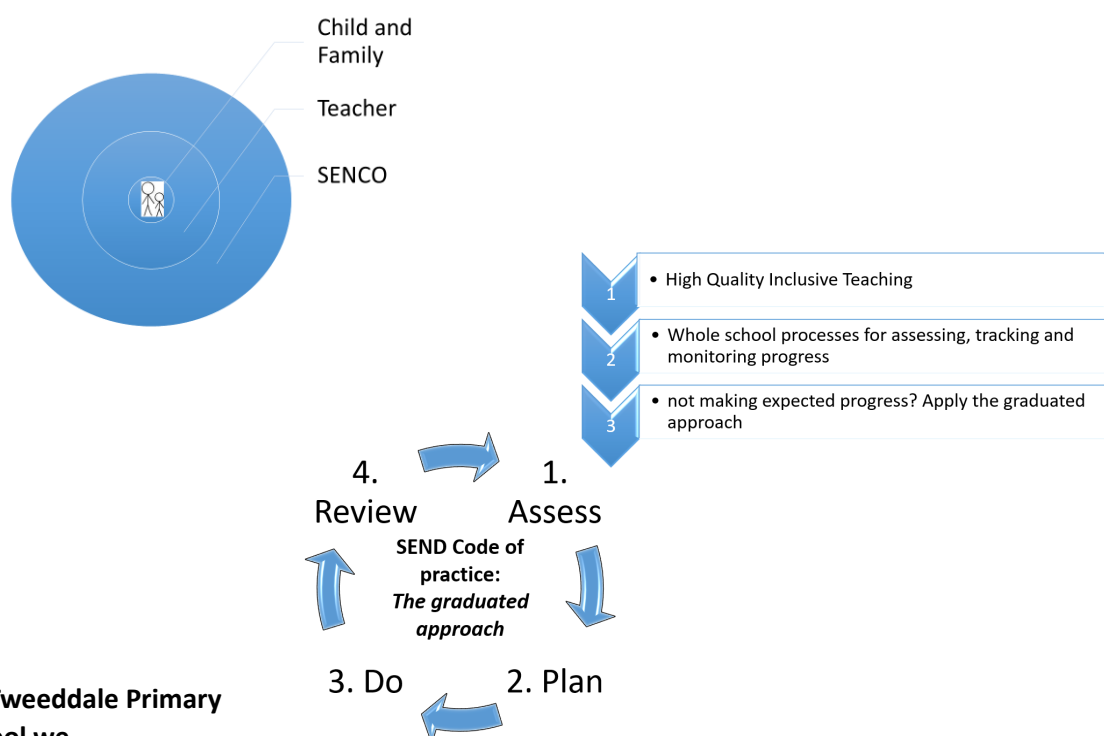 Child and
Family
Teacher
SENCO
1
• High Quality Inclusive Teaching
2
• Whole school processes for assessing, tracking and
monitoring progress
3
• not making expected progress? Apply the graduated
approach
4.
Review
1.
Assess
SEND Code of
practice:
The graduated
approach
3. Do
2. Plan
Primary
we